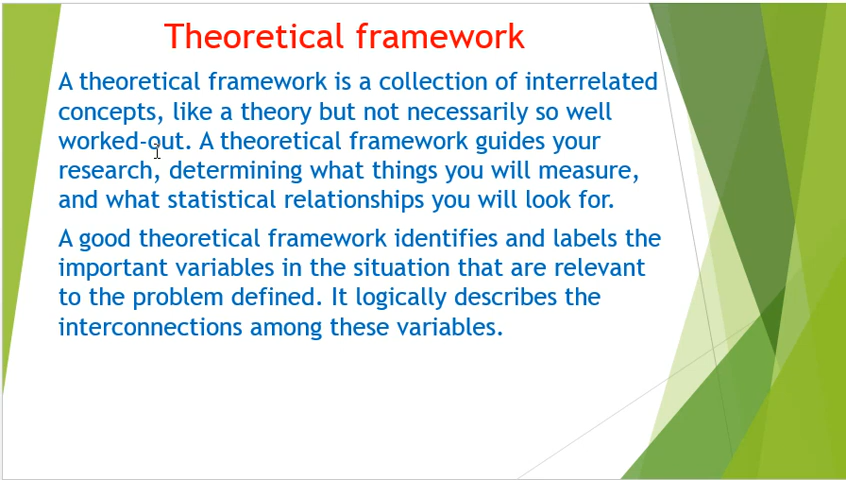 Theoretical framework
A theoretical framework is a collection of interrelated
concepts, like a theory but not necessarily so well
worked-out. A theoretical framework guides your
research, determining what things you will measure,
and what statistical relationships you will look for.
A good theoretical framework identifies and labels the
important variables in the situation that are relevant
to the problem defined. It logically describes the
interconnections among these variables.